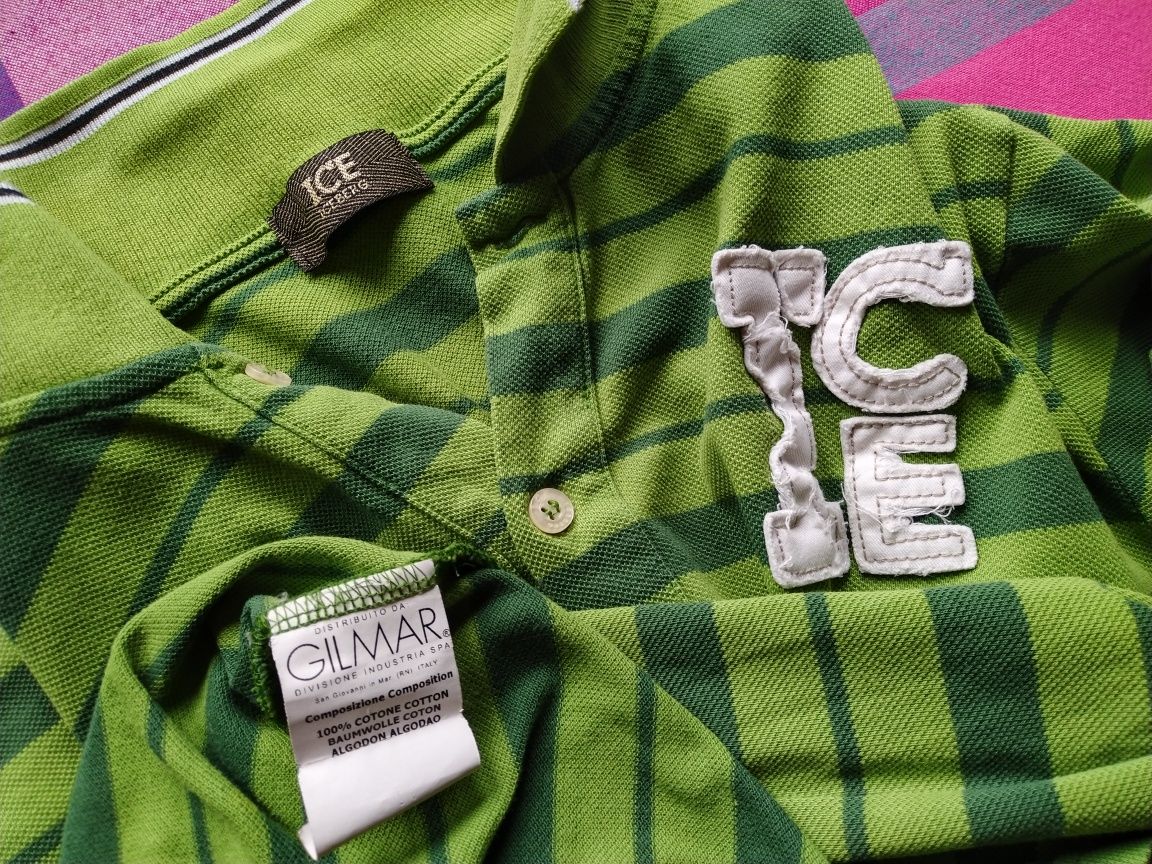 ICE
ICEBERG
ICE
DISTRIBUITO DA
GILMAR®
DIVISIONE INDUSTRIA SPA
San Giovanni in Mar. (RN) ITALY
Composizione Composition
100% COTONE COTTON
BAUMWOLLE COTON
ALGODON ALGODAO